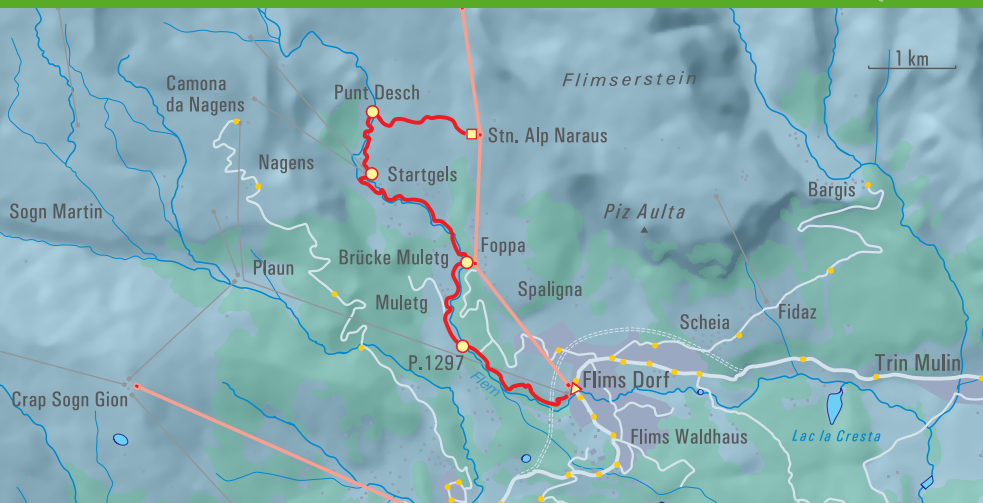 1 km
Flimserstein
Camona
da Nagens
Punt Desch
Stn. Alp Naraus
Nagens
Startgels
Bargis
Sogn Martin
Piz Aulta
Foppa
Brücke Muletg
Plaun
Spaligna
Muletg
Fidaz
Scheia
P.1297
Trin Mulin
Flem
Flims Dorf
Crap Sogn Gion
Flims Waldhaus
Lac la Cresta